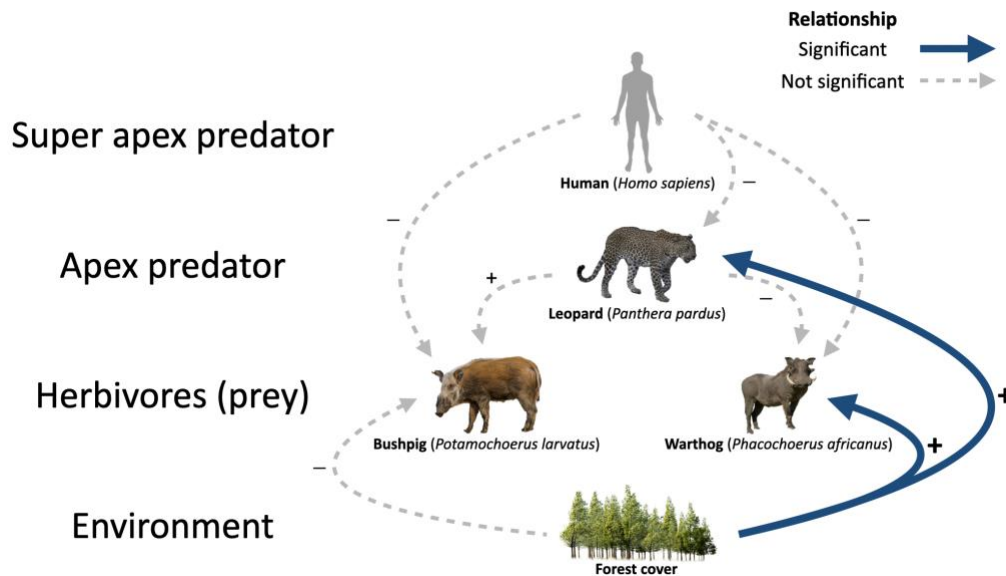 Relationship
Significant
Not significant
Super apex predator
Human (Homo sapiens)
–
–
–
Apex predator
+
–
Leopard (Panthera pardus)
Herbivores (prey)
+
Bushpig (Potamochoerus larvatus)
Warthog (Phacochoerus africanus)
+
–
Environment
Forest cover